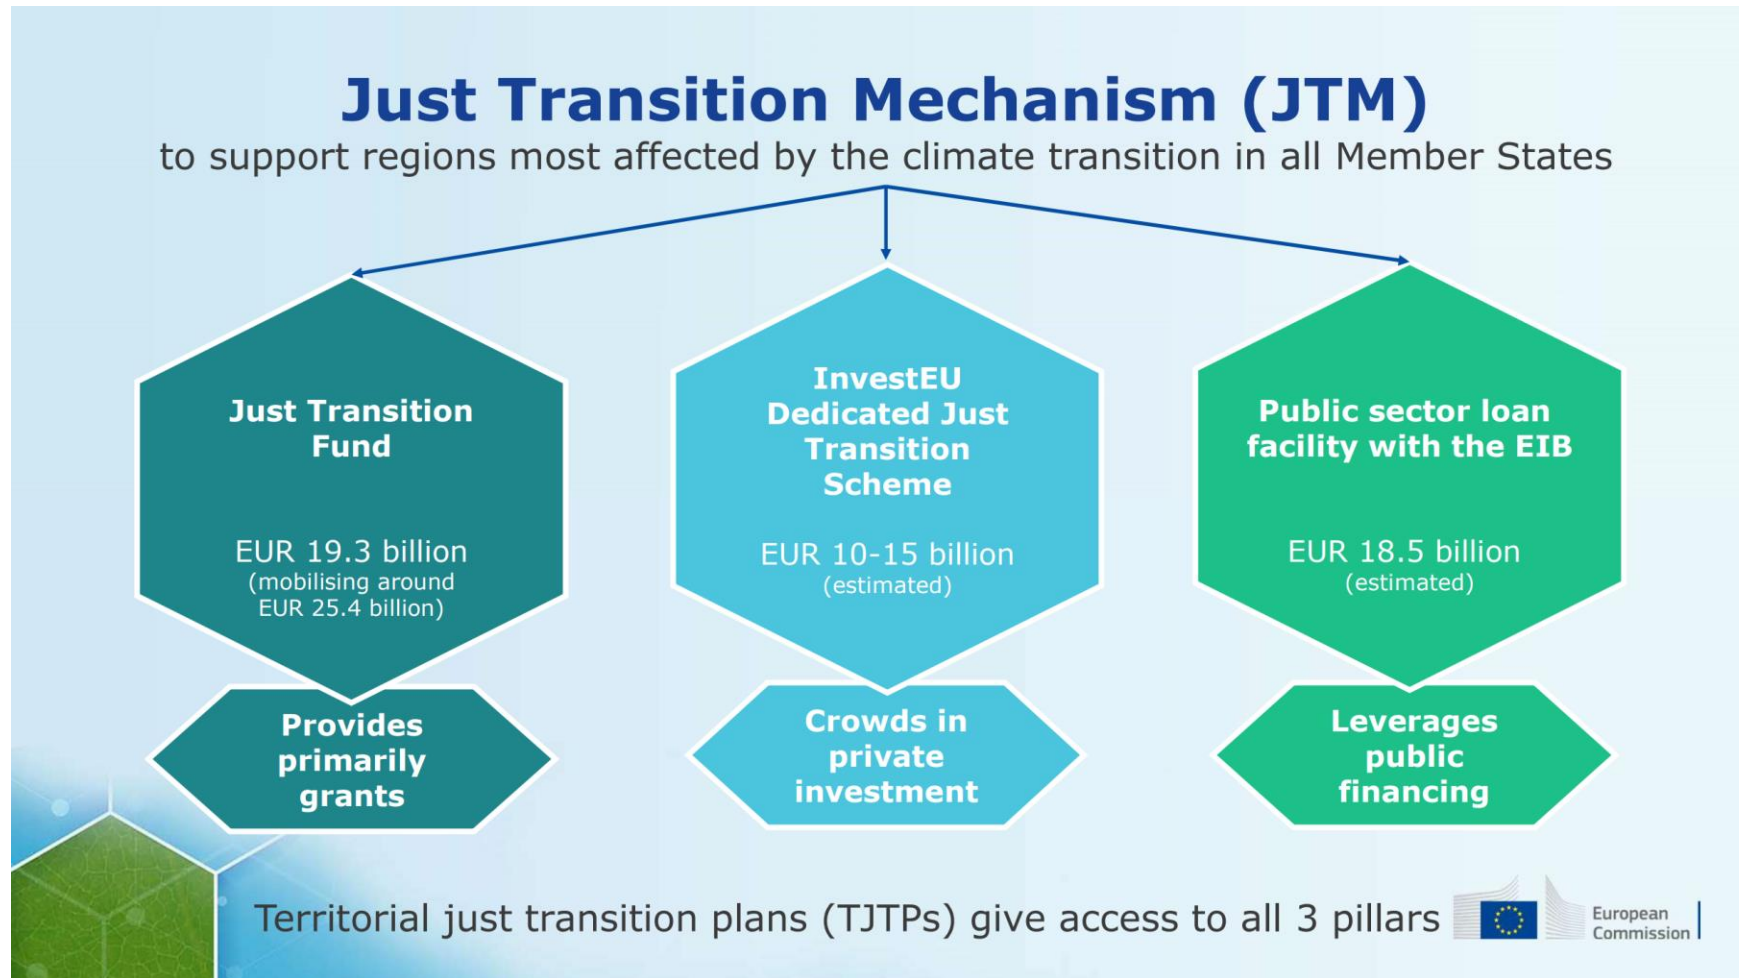 Just Transition Mechanism (JTM)
to support regions most affected by the climate transition in all Member States
Just Transition
Fund
EUR 19.3 billion
(mobilising around
EUR 25.4 billion)
Provides
primarily
grants
InvestEU
Dedicated Just
Transition
Scheme
EUR 10-15 billion
(estimated)
Crowds in
private
investment
Public sector loan
facility with the EIB
EUR 18.5 billion
(estimated)
Leverages
public
financing
Territorial just transition plans (TJTPs) give access to all 3 pillars
European
Commission